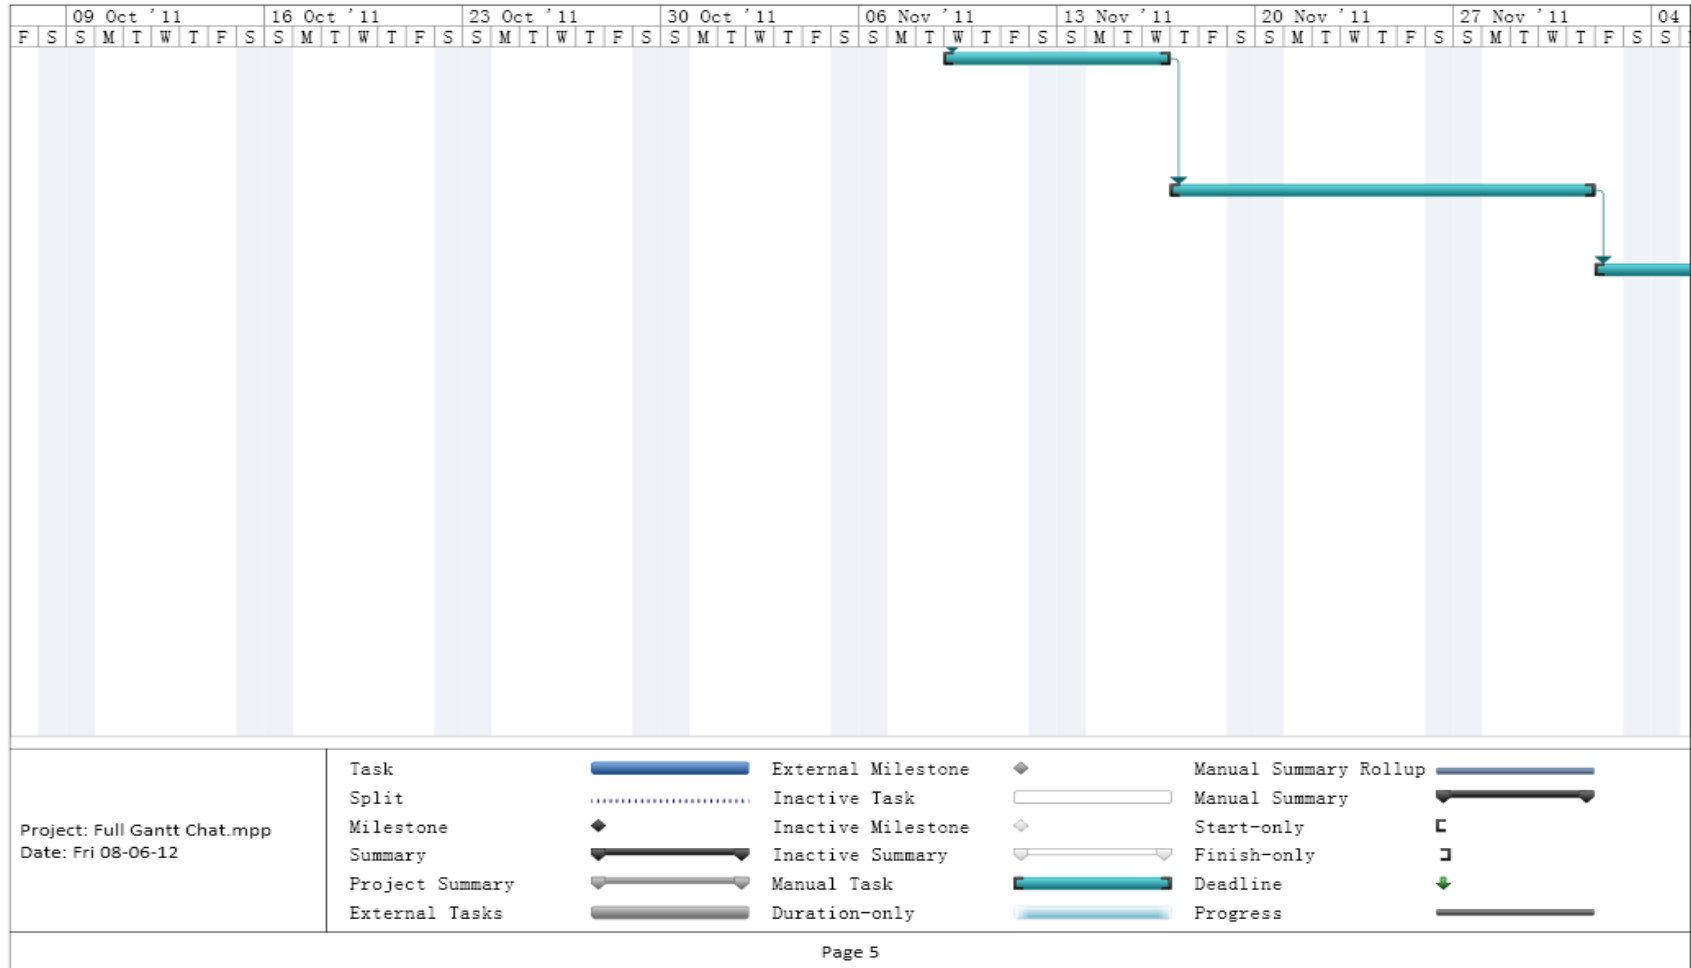 09 Oct '11 16 Oct '11 23 Oct '11 30 Oct '11 06 Nov '11 13 Nov '11 20 Nov '11 27 Nov '11 04
F S S M T W T F S S M T W T F S S M T W T F S S M T W T F S S M T W T F S S M T W T F S S M T W T F S S M T W T F S S
Task External Milestone Manual Summary Rollup
Split Inactive Task Manual Summary
Milestone Inactive Milestone Start-only
Summary Inactive Summary Finish-only
Project Summary Manual Task Deadline
External Tasks Duration-only Progress
Project: Full Gantt Chat.mpp
Date: Fri 08-06-12
Page 5